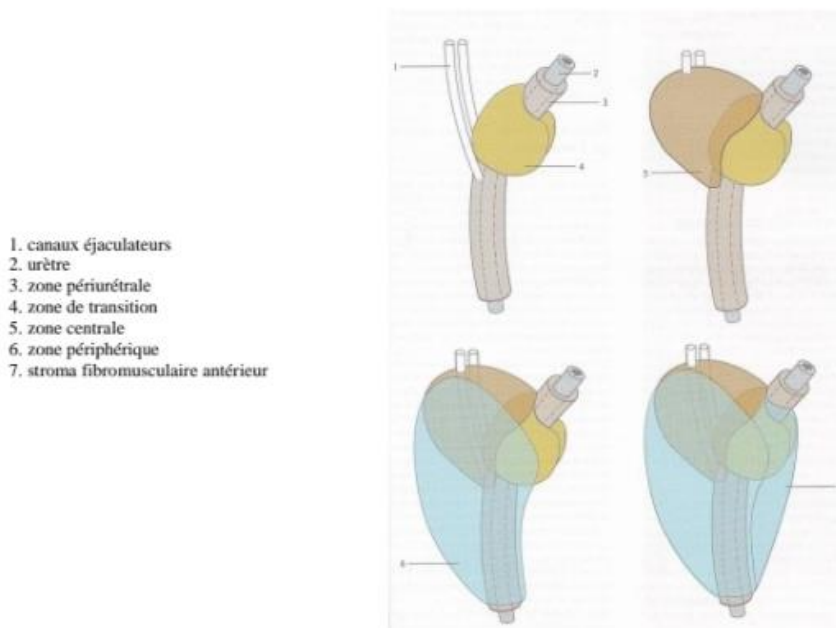 1. canaux éjaculateurs
2. urètre
3. zone périurétrale
4. zone de transition
5. zone centrale
6. zone périphérique
7. stroma fibromusculaire antérieur
1
2
3
4
5
6